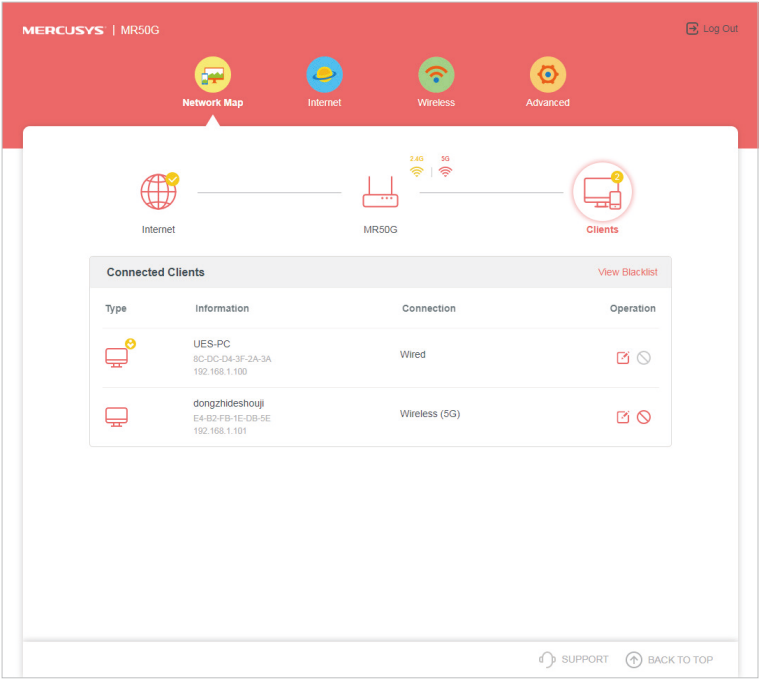 MERCUSYS | MR50G
Log Out
Network Map
Internet
Wireless
Advanced
2.4G | 5G
2
Internet
MR50G
Clients
Connected Clients
View Blacklist
Type
Information
Connection
Operation
UES-PC
8C-DC-D4-3F-2A-3A
192.168.1.100
Wired
dongzhideshouji
E4-B2-FB-1E-DB-5E
192.168.1.101
Wireless (5G)
SUPPORT
BACK TO TOP